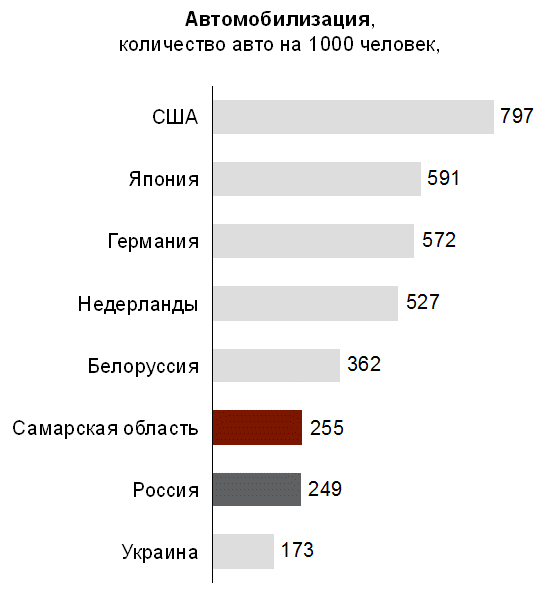 Автомобилизация,
количество авто на 1000 человек,
США 797
Япония 591
Германия 572
Недерланды 527
Белоруссия 362
Самарская область 255
Россия 249
Украина 173